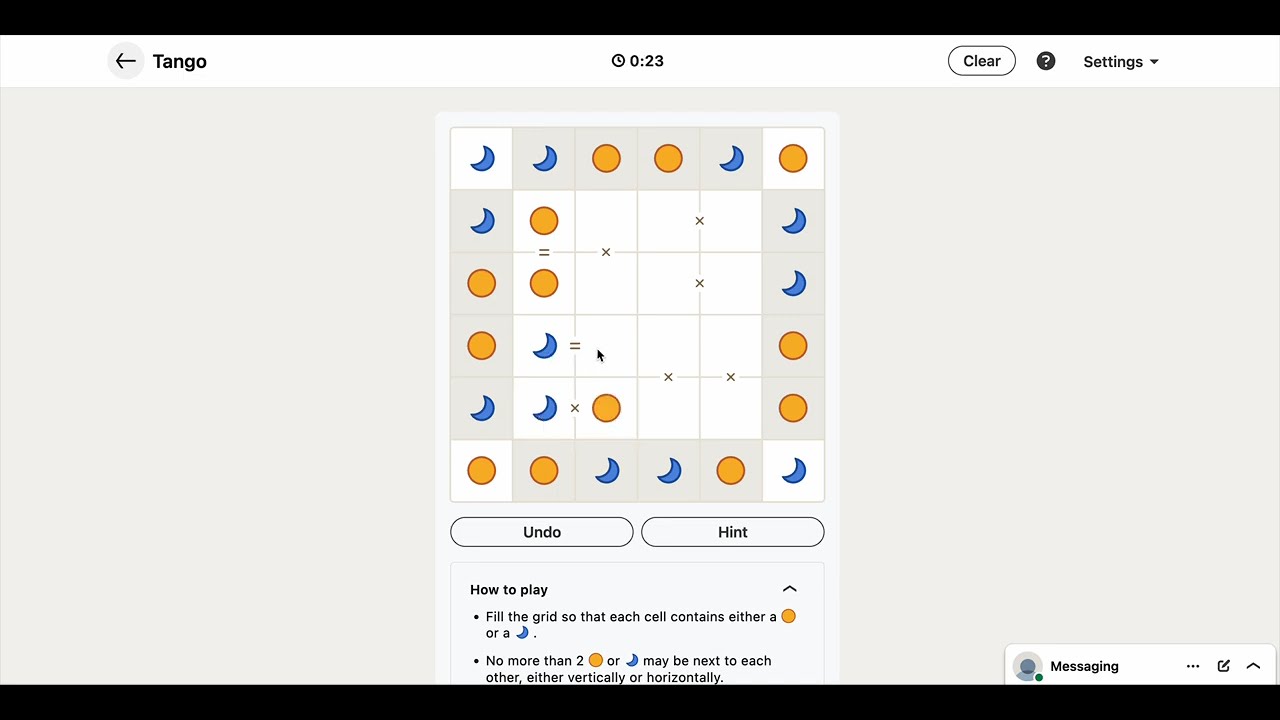 Tango
0:23
Clear
?
Settings
×
= ×
×
=
× ×
×
Undo
Hint
How to play
• Fill the grid so that each cell contains either a
or a .
• No more than 2 or may be next to each
other, either vertically or horizontally.
Messaging